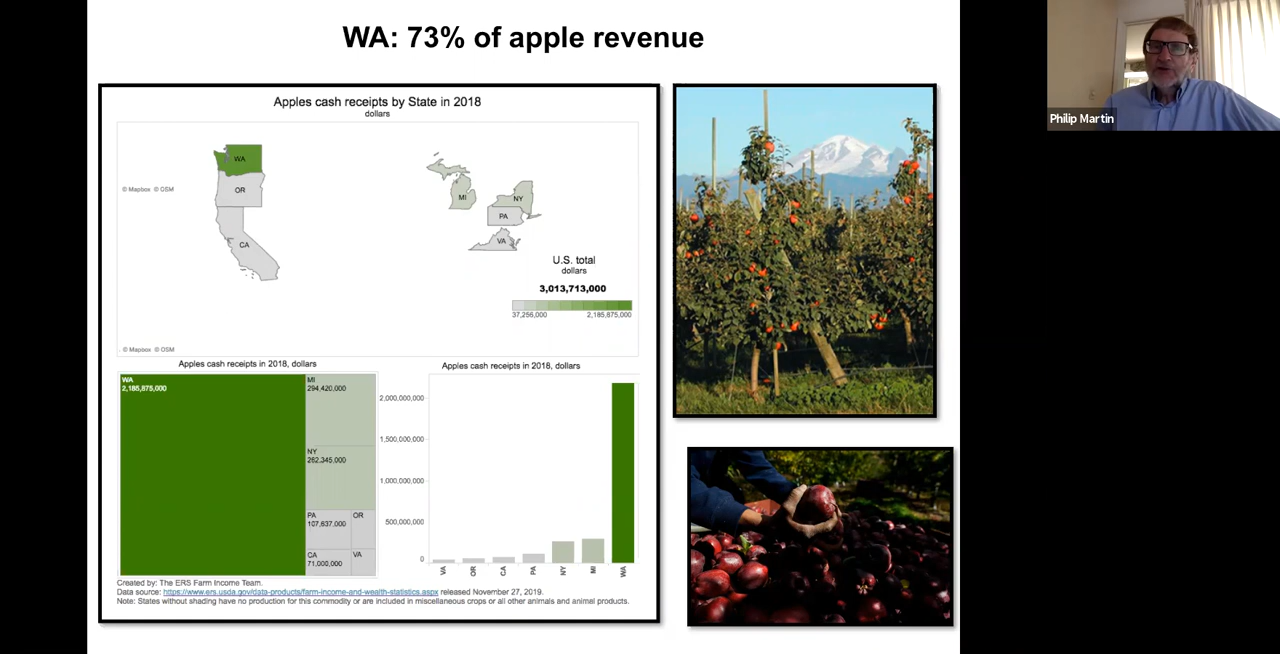 WA: 73% of apple revenue
Philip Martin
Apples cash receipts by State in 2018
dollars
WA
OR
CA
MI
NY
PA
VA
© Mapbox © OSM
U.S. total
dollars
3,013,713,000
37,256,000 2,185,875,000
© Mapbox © OSM
Apples cash receipts in 2018, dollars
WA
2,185,875,000
MI
294,420,000
NY
262,345,000
PA
107,637,000
OR
CA
71,000,000
VA
Apples cash receipts in 2018, dollars
2,000,000,000
1,500,000,000
1,000,000,000
500,000,000
0
VA OR CA PA NY MI WA
Created by: The ERS Farm Income Team.
Data source: https://www.ers.usda.gov/data-products/farm-income-and-wealth-statistics.aspx released November 27, 2019.
Note: States without shading have no production for this commodity or are included in miscellaneous crops or all other animals and animal products.